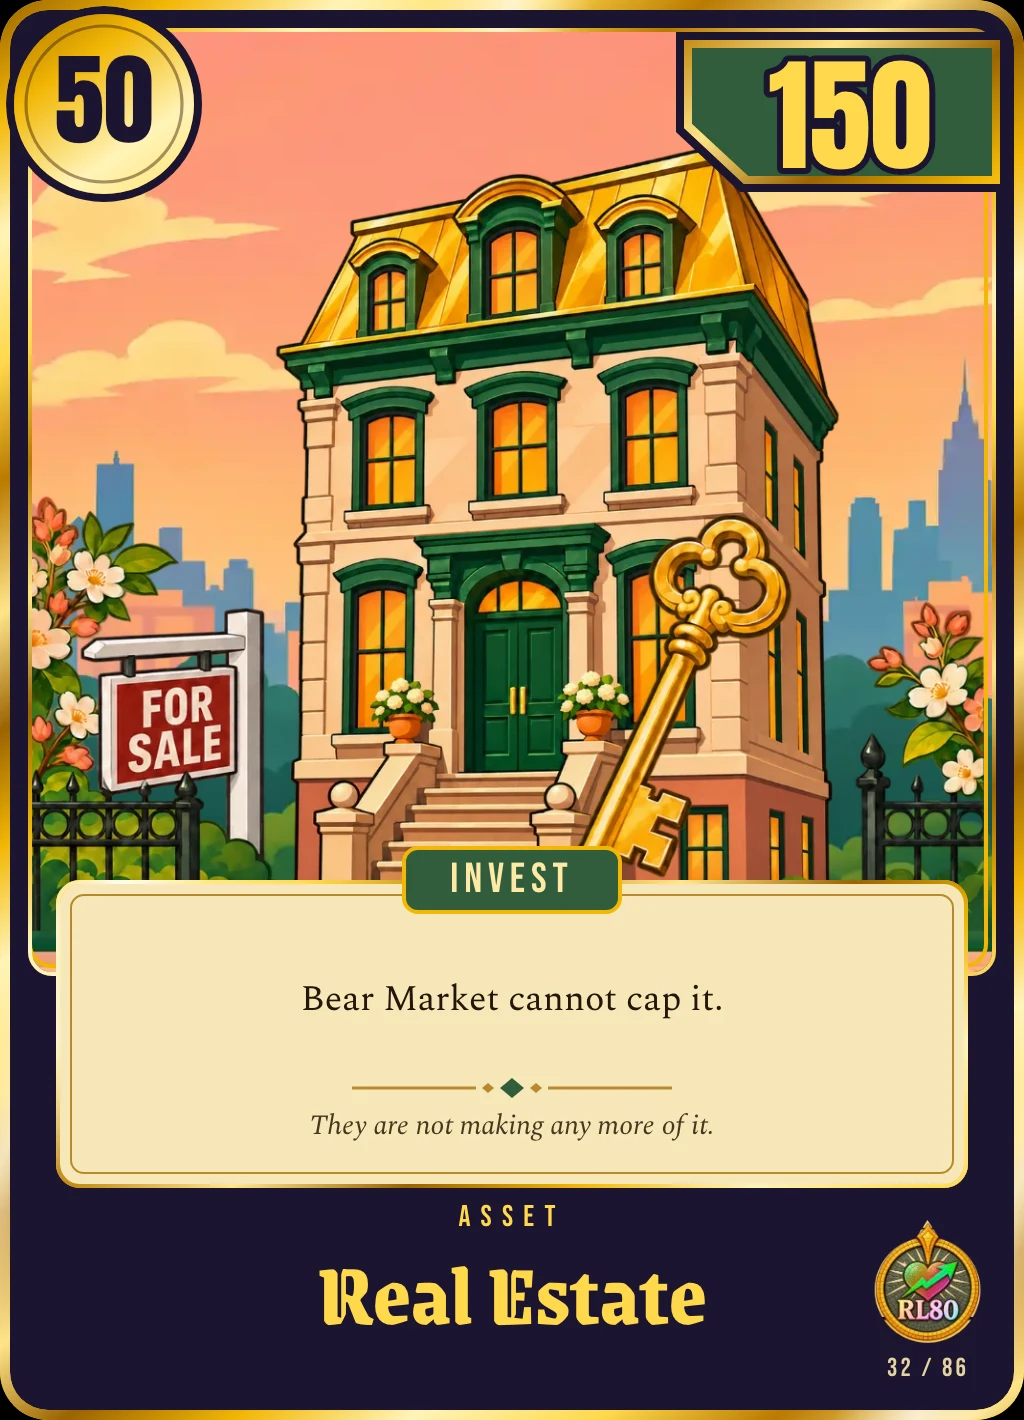 50
150
FOR
SALE
INVEST
Bear Market cannot cap it.
They are not making any more of it.
ASSET
Real Estate
RL80
32 / 86